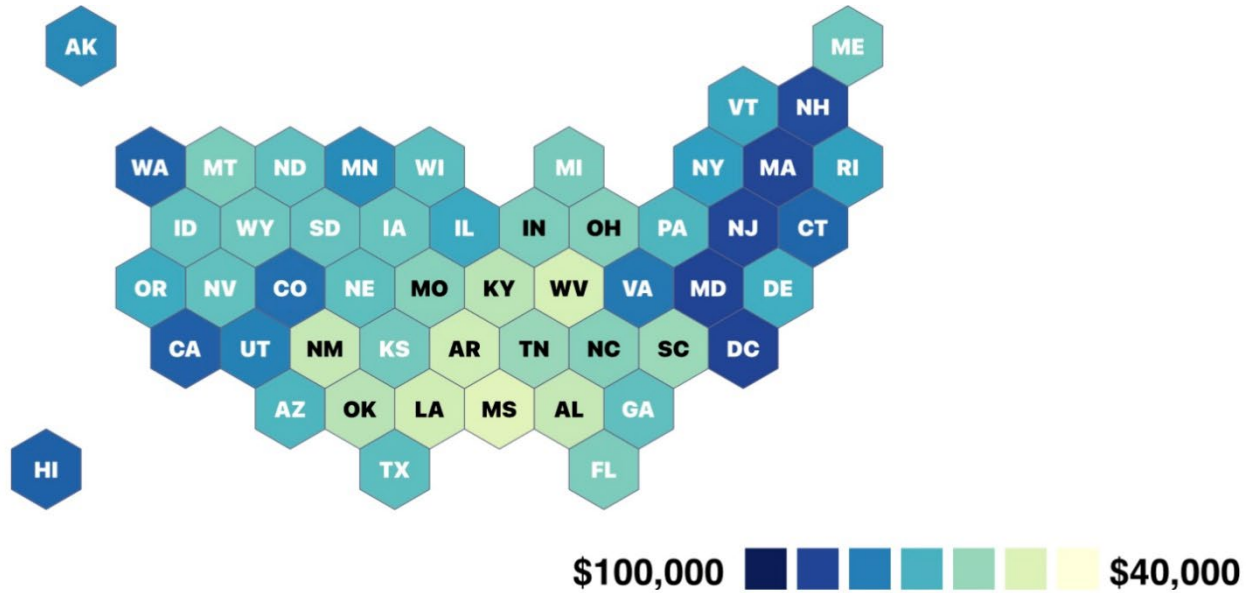 AK ME
VT NH
WA MT ND MN WI MI NY MA RI
ID WY SD IA IL IN OH PA NJ CT
OR NV CO NE MO KY WV VA MD DE
CA UT NM KS AR TN NC SC DC
AZ OK LA MS AL GA
HI TX FL
$100,000 $40,000